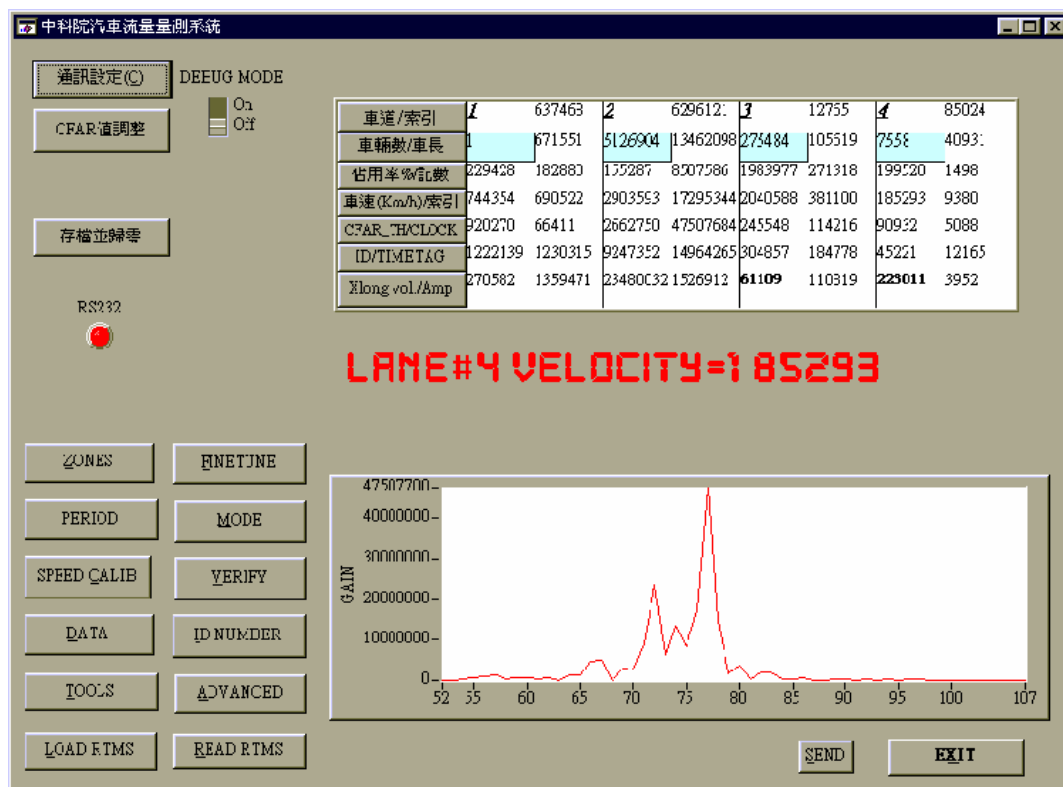 中科院汽車流量量測系統
通訊設定(C)
DEEUG MODE
On
Off
CFAR值調整
存檔並歸零
RS232
車道/索引 1 637463 2 629612 3 12755 4 85024
車輛數/車長 1 671551 5126904 13462098 275484 105519 7558 4093
佔用率%/記數 229428 182880 155287 8507586 1983977 271318 199520 1498
車速(Km/h)/索引 744354 690522 2903593 17295344 2040588 381100 185293 9380
CFAR_TH/CLOCK 920270 66411 2662750 47507684 245548 114216 90932 5088
ID/TIMETAG 1222139 1230315 9247352 14964265 304857 184778 45221 12165
Xlong vol./Amp 270582 1359471 23480032 1526912 61109 110319 223011 3952
LANE#4 VELOCITY=185293
ZONES
FINETUNE
PERIOD
MODE
SPEED CALIB
VERIFY
DATA
ID NUMBER
TOOLS
ADVANCED
LOAD RTMS
READ RTMS
GAIN
47507700
40000000
30000000
20000000
10000000
0
52 55 60 65 70 75 80 85 90 95 100 107
SEND
EXIT